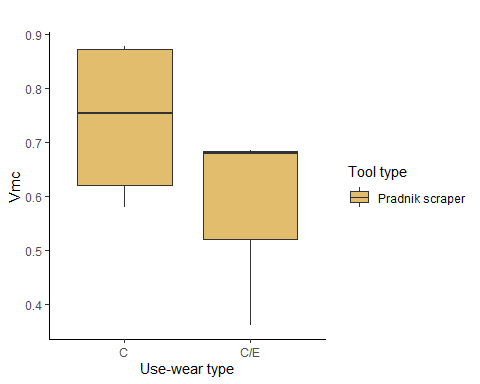 0.9
0.8
0.7
0.6
0.5
0.4
Vmc
C
C/E
Use-wear type
Tool type
Pradnik scraper